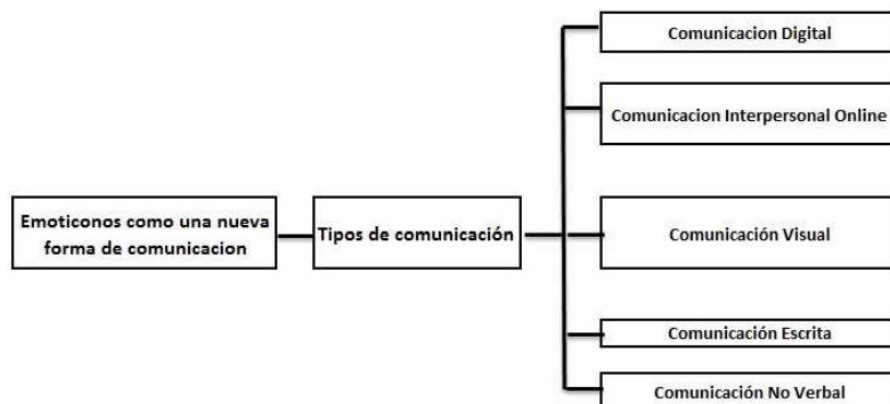 Emoticonos como una nueva
forma de comunicacion
Tipos de comunicación
Comunicacion Digital
Comunicacion Interpersonal Online
Comunicación Visual
Comunicación Escrita
Comunicación No Verbal